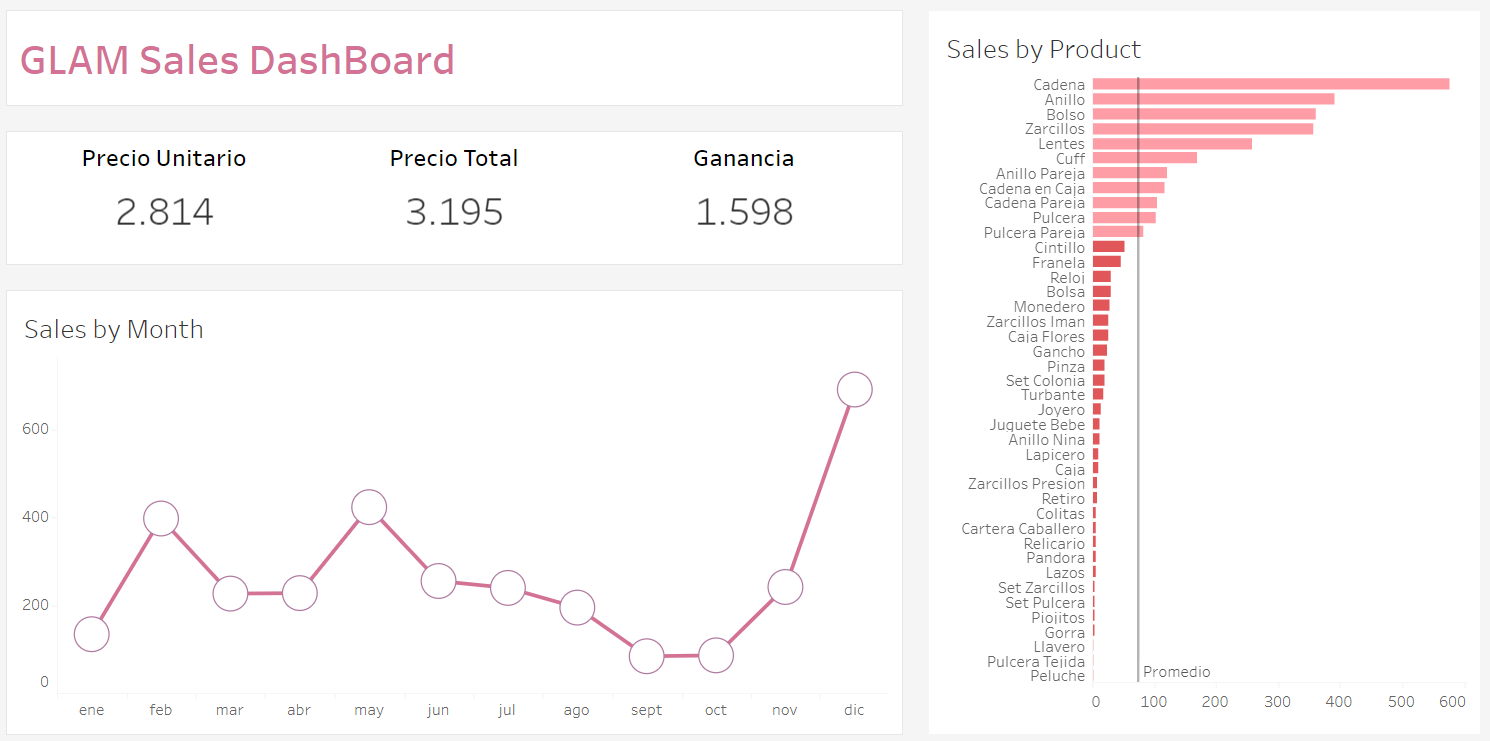 GLAM Sales DashBoard
Precio Unitario
Precio Total
Ganancia
2.814
3.195
1.598
Sales by Month
600
400
200
0
ene
feb
mar
abr
may
jun
jul
ago
sept
oct
nov
dic
Sales by Product
Cadena
Anillo
Bolso
Zarcillos
Lentes
Cuff
Anillo Pareja
Cadena en Caja
Cadena Pareja
Pulcera
Pulcera Pareja
Cintillo
Franela
Reloj
Bolsa
Monedero
Zarcillos Iman
Caja Flores
Gancho
Pinza
Set Colonia
Turbante
Joyero
Juguete Bebe
Anillo Nina
Lapicero
Caja
Zarcillos Presion
Retiro
Colitas
Cartera Caballero
Relicario
Pandora
Lazos
Set Zarcillos
Set Pulcera
Piojitos
Gorra
Llavero
Pulcera Tejida
Peluche
Promedio
0
100
200
300
400
500
600